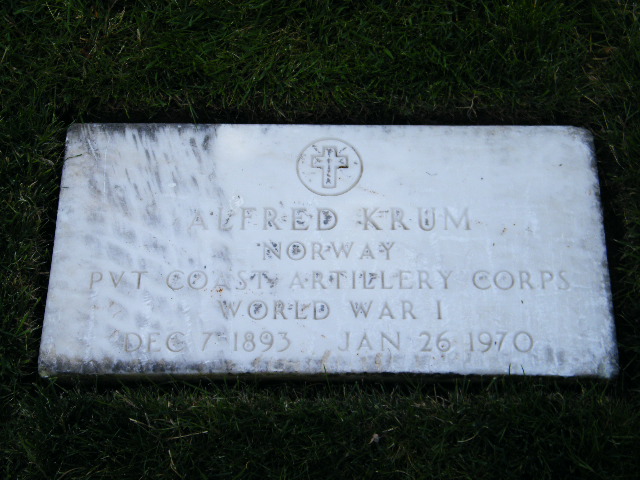 ALFRED KRUM
NORWAY
PVT COAST ARTILLERY CORPS
WORLD WAR I
DEC 7 1893 JAN 26 1970